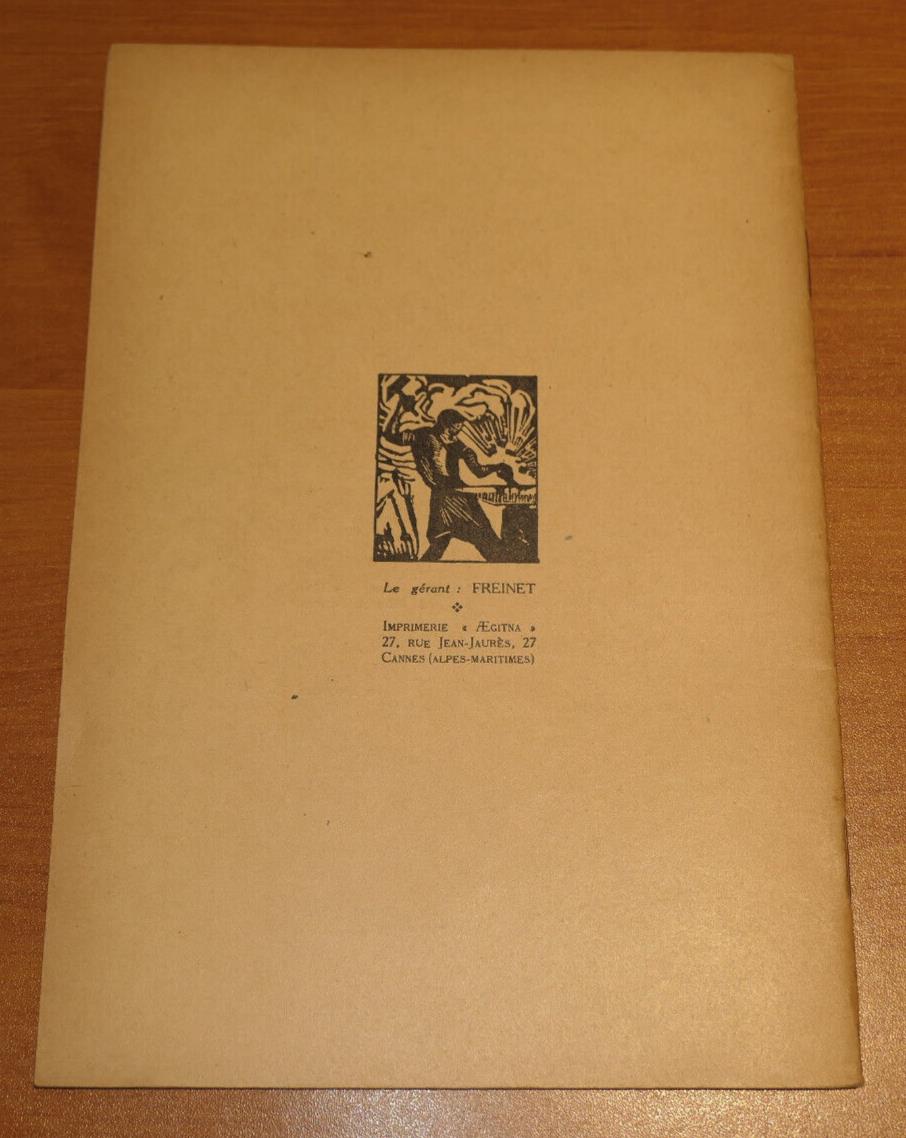 Le gérant : FREINET
IMPRIMERIE « ÆGITNA »
27, RUE JEAN-JAURÈS, 27
CANNES (ALPES-MARITIMES)